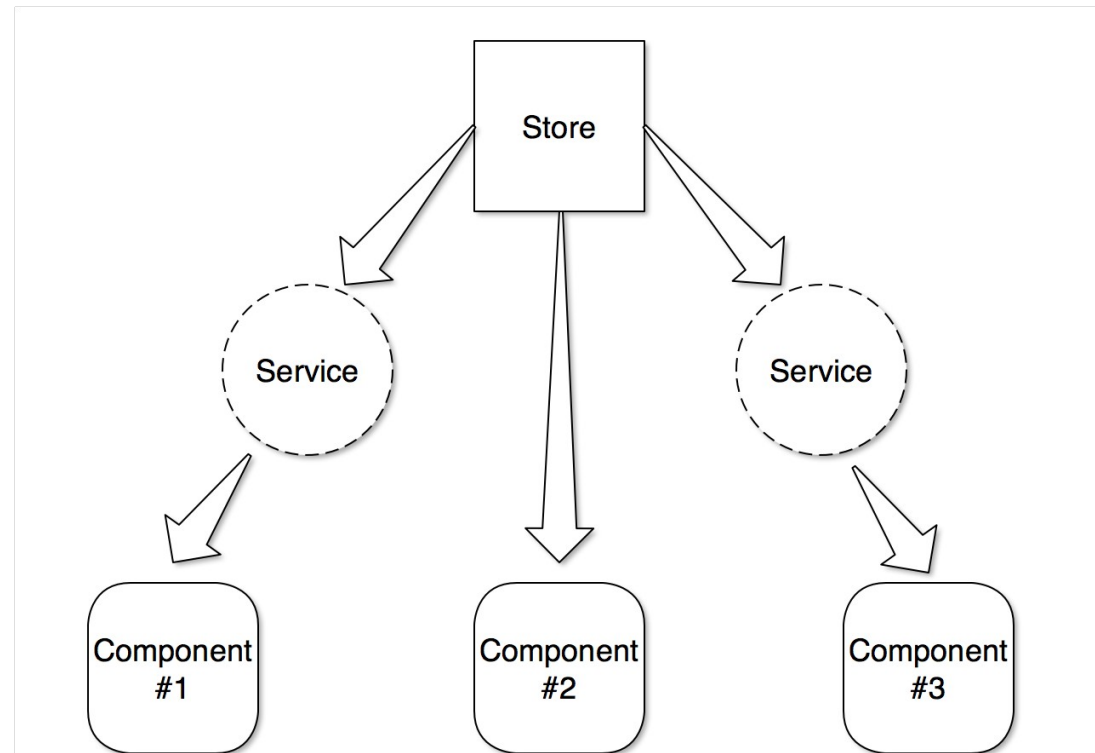 Store
Service
Service
Component
#1
Component
#2
Component
#3